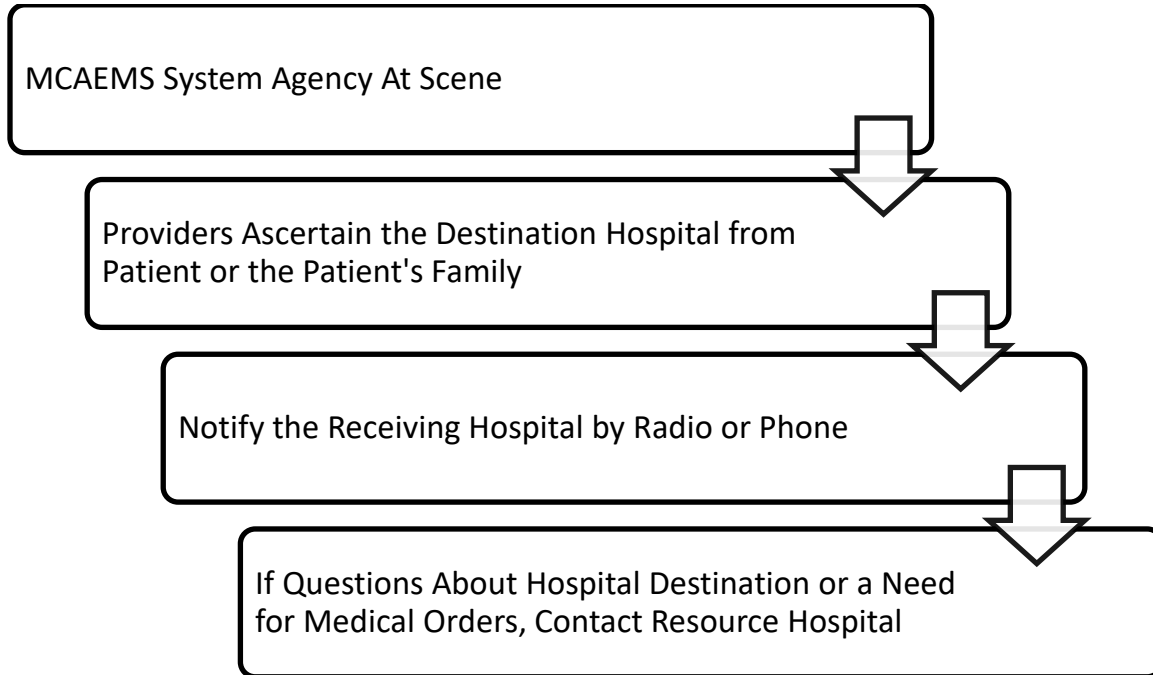 MCAEMS System Agency At Scene
Providers Ascertain the Destination Hospital from
Patient or the Patient's Family
Notify the Receiving Hospital by Radio or Phone
If Questions About Hospital Destination or a Need
for Medical Orders, Contact Resource Hospital